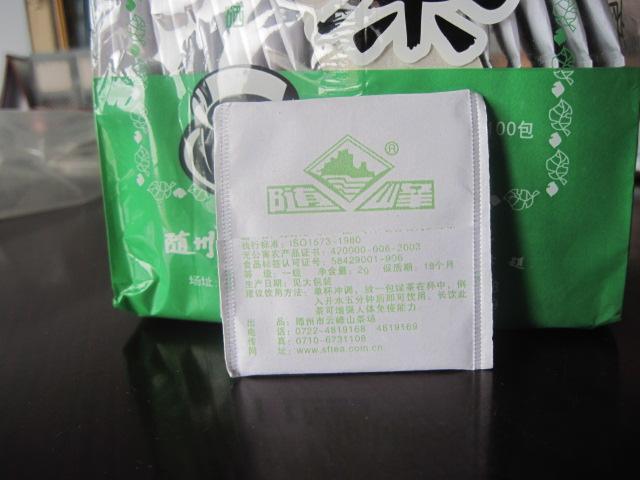 茶
100包
随州
场址:
®
执行标准:ISO1573-1980
无公害农产品证书:420000-006-2003
食品标签认可证号:58429001-906
等 级:一级 净含量:2g 保质期:18个月
生产日期:见大包装
建议饮用方法:单杯冲调,放一包绿茶在杯中,倒
入开水五分钟后即可饮用,长饮此
茶可增强人体免疫能力。
出 品:随州市云峰山茶场
电 话:0722-4819168 4819169
传 真:0710-6731108
网 址:www.sftea.com.cn